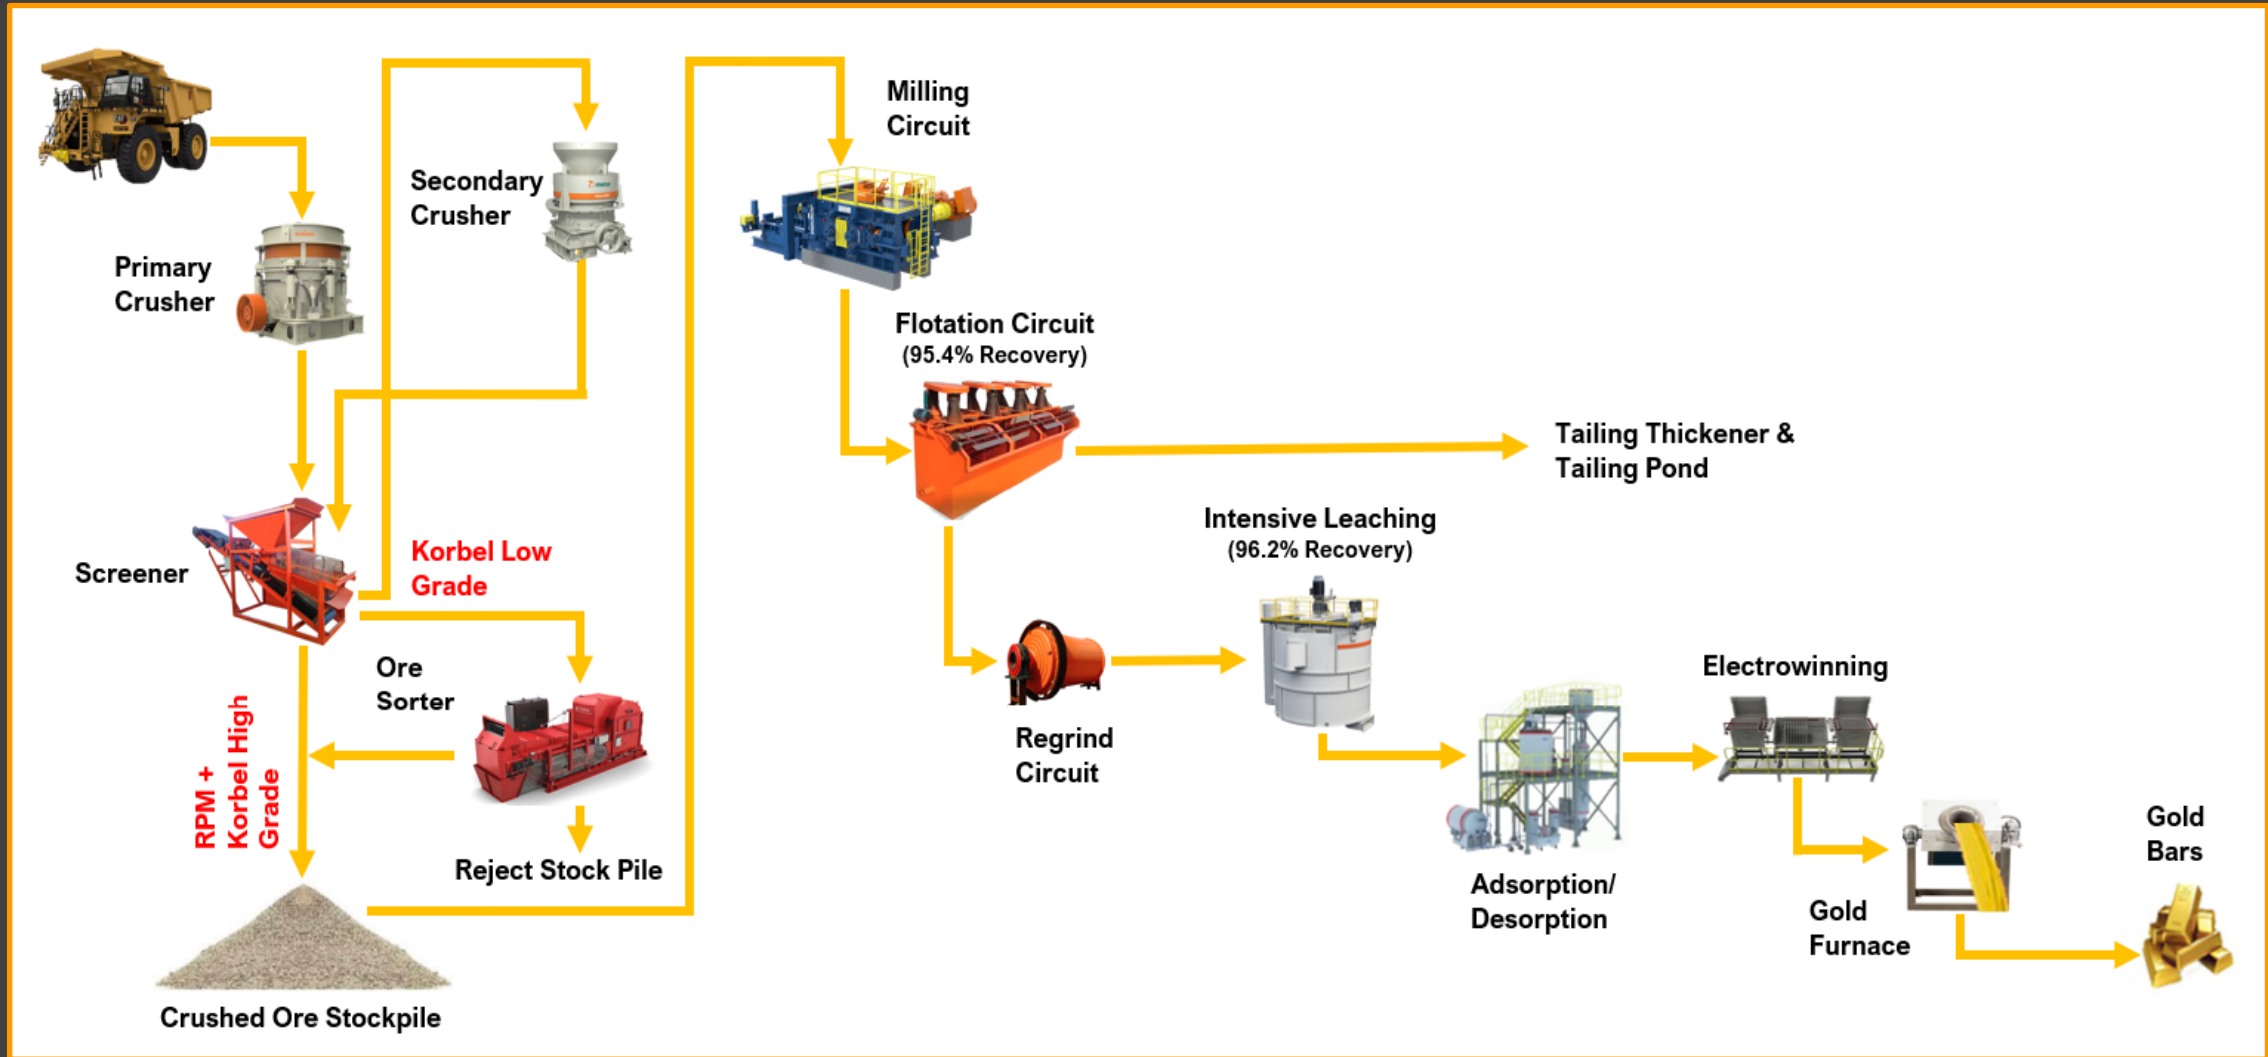 Milling
Circuit
Secondary
Crusher
Primary
Crusher
Flotation Circuit
(95.4% Recovery)
Tailing Thickener &
Tailing Pond
Intensive Leaching
(96.2% Recovery)
Korbel Low
Grade
Screener
Ore
Sorter
Electrowinning
RPM +
Korbel High
Grade
Regrind
Circuit
Reject Stock Pile
Gold
Bars
Adsorption/
Desorption
Gold
Furnace
Crushed Ore Stockpile